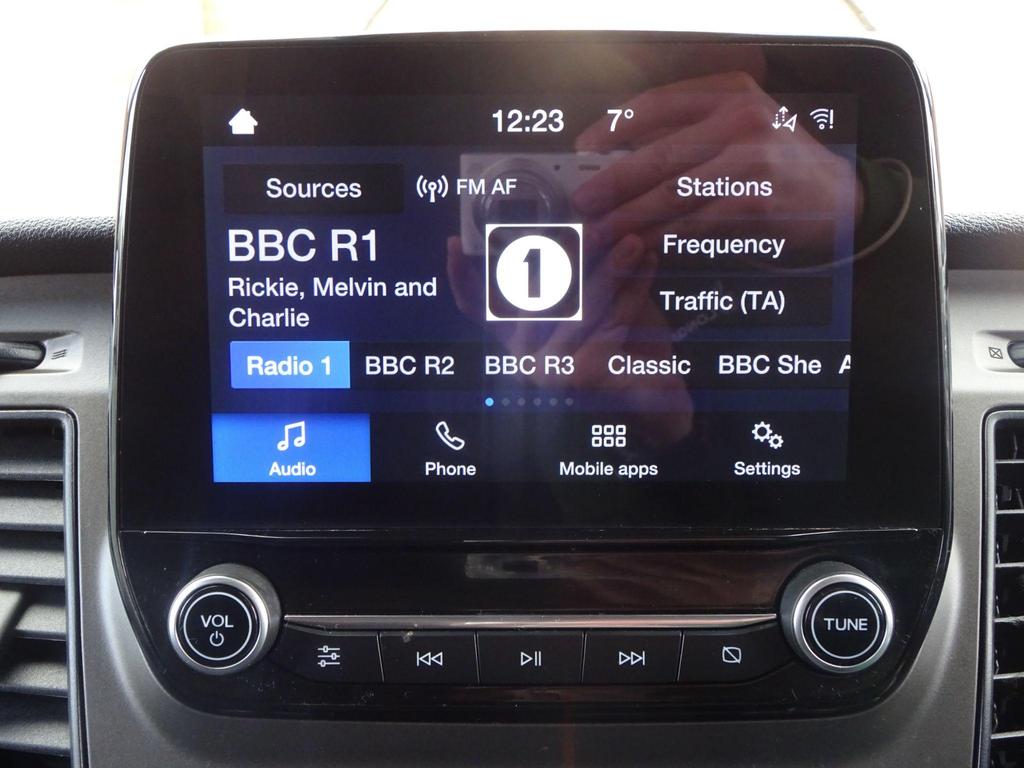 12:23 7°
Sources FM AF Stations
BBC R1
1
Frequency
Rickie, Melvin and
Charlie
Traffic (TA)
Radio 1 BBC R2 BBC R3 Classic BBC She A
Audio Phone Mobile apps Settings
VOL TUNE